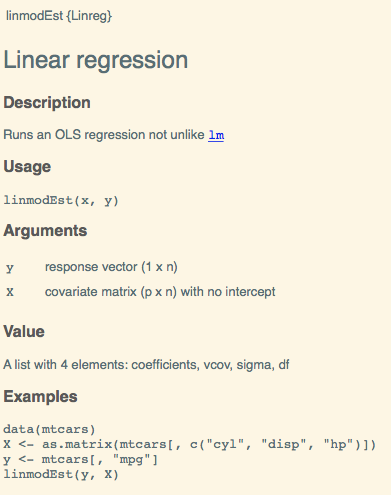 linmodEst {Linreg}
Linear regression
Description
Runs an OLS regression not unlike lm
Usage
linmodEst(x, y)
Arguments
y response vector (1 x n)
X covariate matrix (p x n) with no intercept
Value
A list with 4 elements: coefficients, vcov, sigma, df
Examples
data(mtcars)
X <- as.matrix(mtcars[, c("cyl", "disp", "hp")])
y <- mtcars[, "mpg"]
linmodEst(y, X)